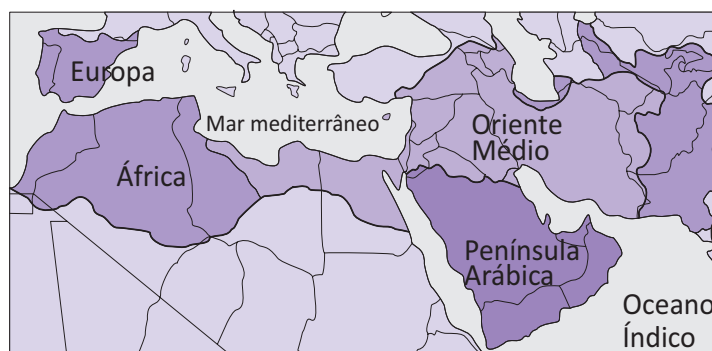 Europa
Mar mediterrâneo
Oriente
Médio
África
Península
Arábica
Oceano
Índico